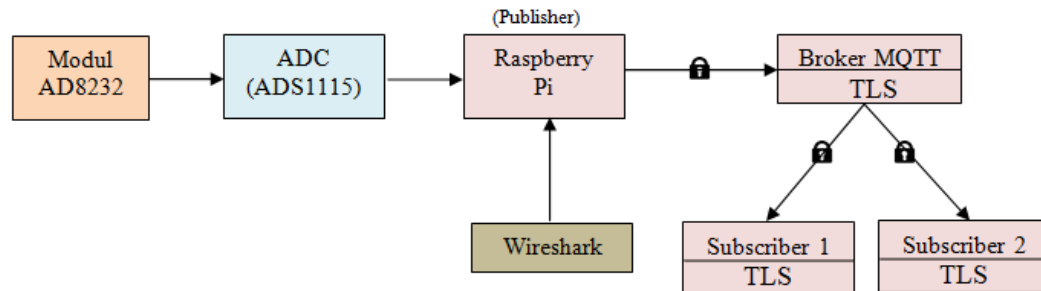 (Publisher)
Modul
AD8232
ADC
(ADS1115)
Raspberry
Pi
Broker MQTT
TLS
Wireshark
Subscriber 1
TLS
Subscriber 2
TLS